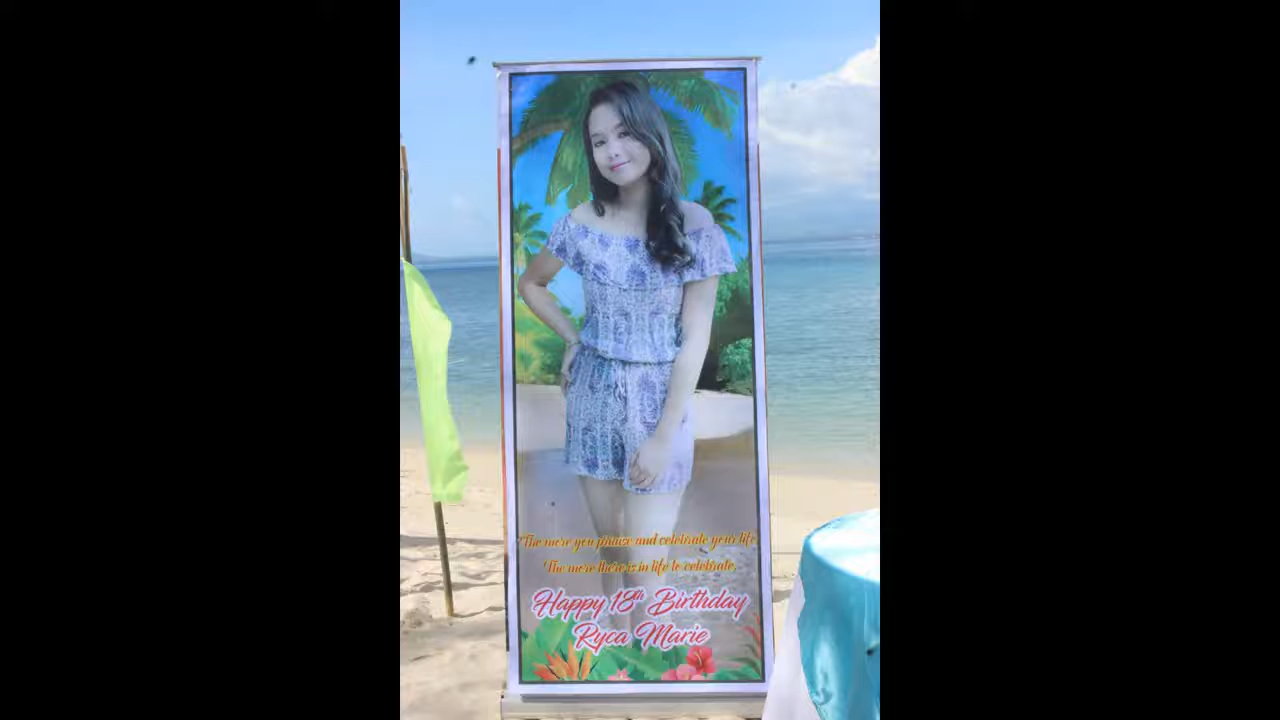 "The more you praise and celebrate your life
The more there is in life to celebrate.
Happy 18th Birthday
Ryca Marie